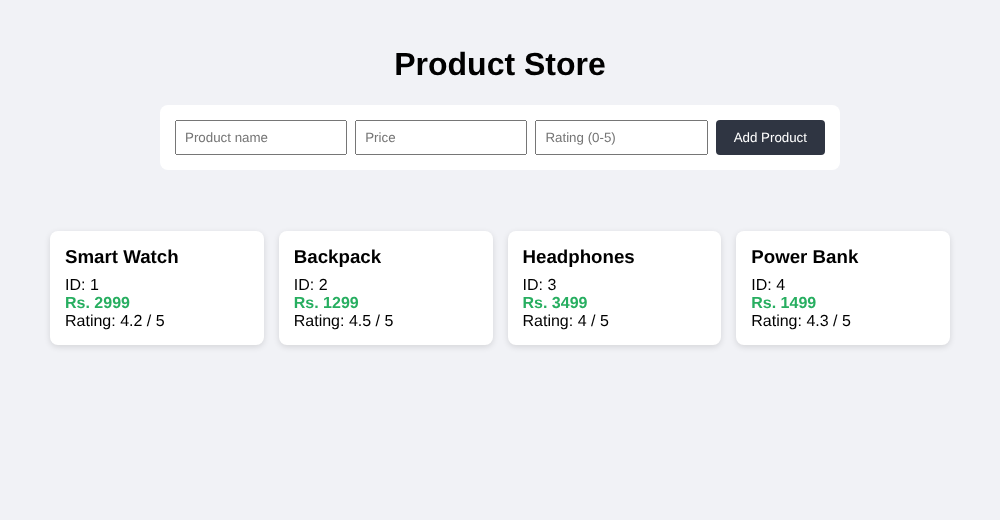 Product Store
Product name
Price
Rating (0-5)
Add Product
Smart Watch
ID: 1
Rs. 2999
Rating: 4.2 / 5
Backpack
ID: 2
Rs. 1299
Rating: 4.5 / 5
Headphones
ID: 3
Rs. 3499
Rating: 4 / 5
Power Bank
ID: 4
Rs. 1499
Rating: 4.3 / 5